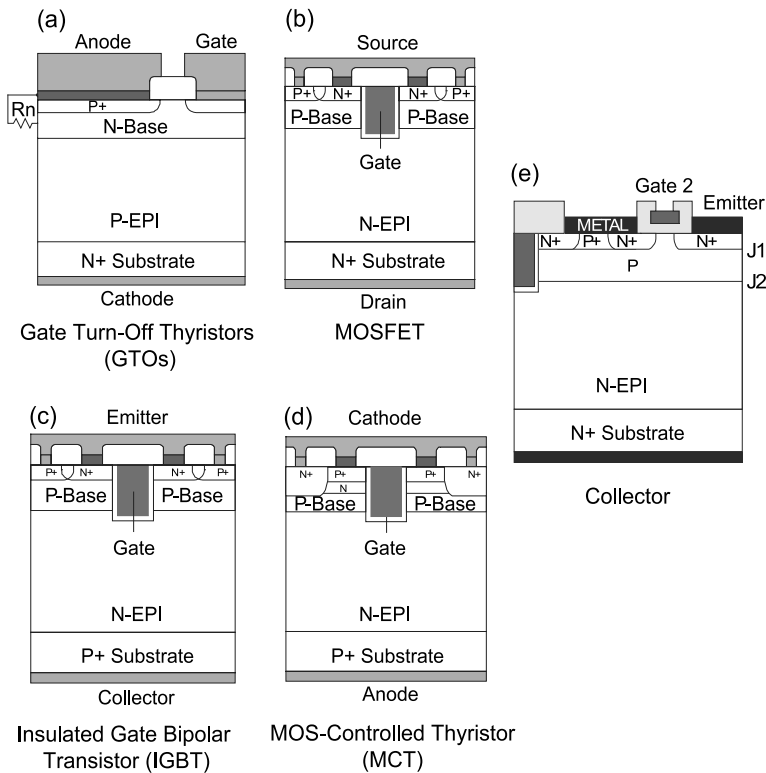 (a)
Anode Gate
Rn
P+
N-Base
P-EPI
N+ Substrate
Cathode
Gate Turn-Off Thyristors
(GTOs)
(b)
Source
P+ N+ N+ P+
P-Base P-Base
Gate
N-EPI
N+ Substrate
Drain
MOSFET
(c)
Emitter
P+ N+ N+ P+
P-Base P-Base
Gate
N-EPI
P+ Substrate
Collector
Insulated Gate Bipolar
Transistor (IGBT)
(d)
Cathode
N+ P+ P+ N+
N
P-Base P-Base
Gate
N-EPI
P+ Substrate
Anode
MOS-Controlled Thyristor
(MCT)
(e)
Gate 2
Emitter
METAL
N+ P+ N+ N+
J1
P
J2
N-EPI
N+ Substrate
Collector